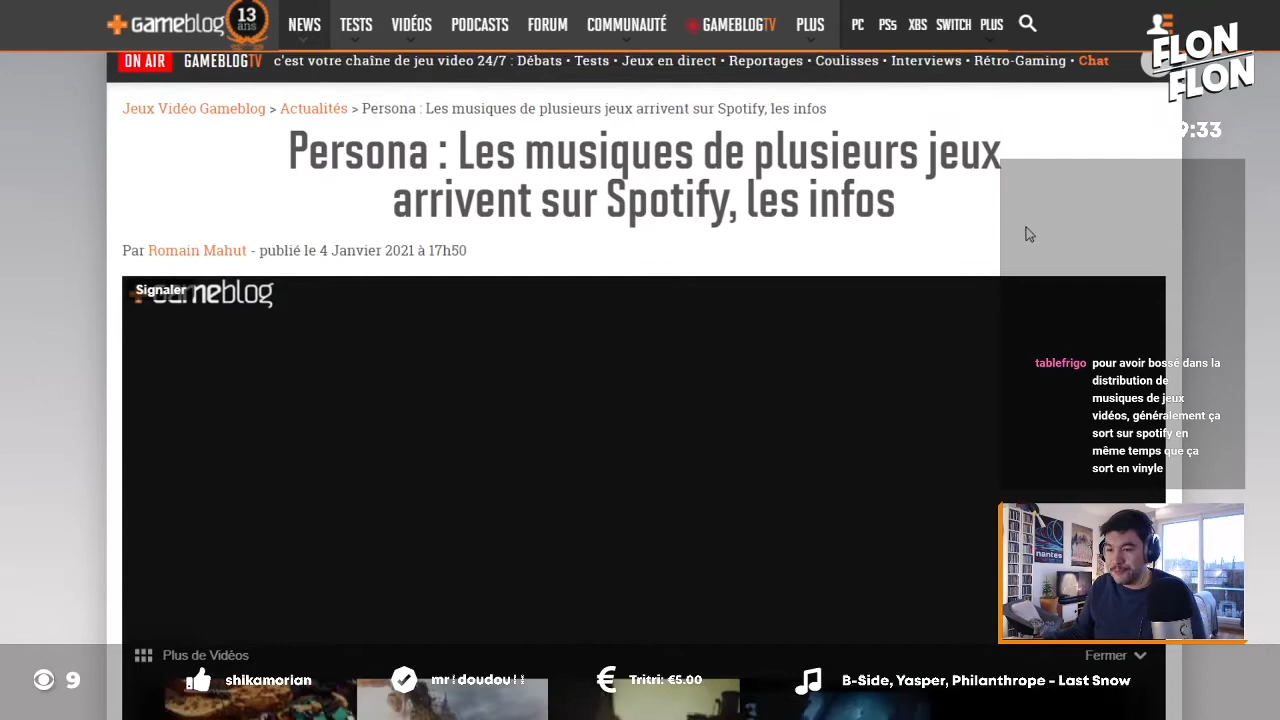 gameblog 13 ans NEWS TESTS VIDÉOS PODCASTS FORUM COMMUNAUTÉ GAMEBLOGTV PLUS PC PS5 XBS SWITCH PLUS
FLON
FLON
ON AIR GAMEBLOGTV c'est votre chaîne de jeu video 24/7 : Débats • Tests • Jeux en direct • Reportages • Coulisses • Interviews • Rétro-Gaming • Chat
Jeux Vidéo Gameblog > Actualités > Persona : Les musiques de plusieurs jeux arrivent sur Spotify, les infos
9:33
Persona : Les musiques de plusieurs jeux
arrivent sur Spotify, les infos
Par Romain Mahut - publié le 4 Janvier 2021 à 17h50
Signaler
gameblog
tablefrigo pour avoir bossé dans la
distribution de
musiques de jeux
vidéos, généralement ça
sort sur spotify en
même temps que ça
sort en vinyle
nantes
Plus de Vidéos
Fermer
9 shikamorian mr!doudou!! Tritri: €5.00 B-Side, Yasper, Philanthrope - Last Snow